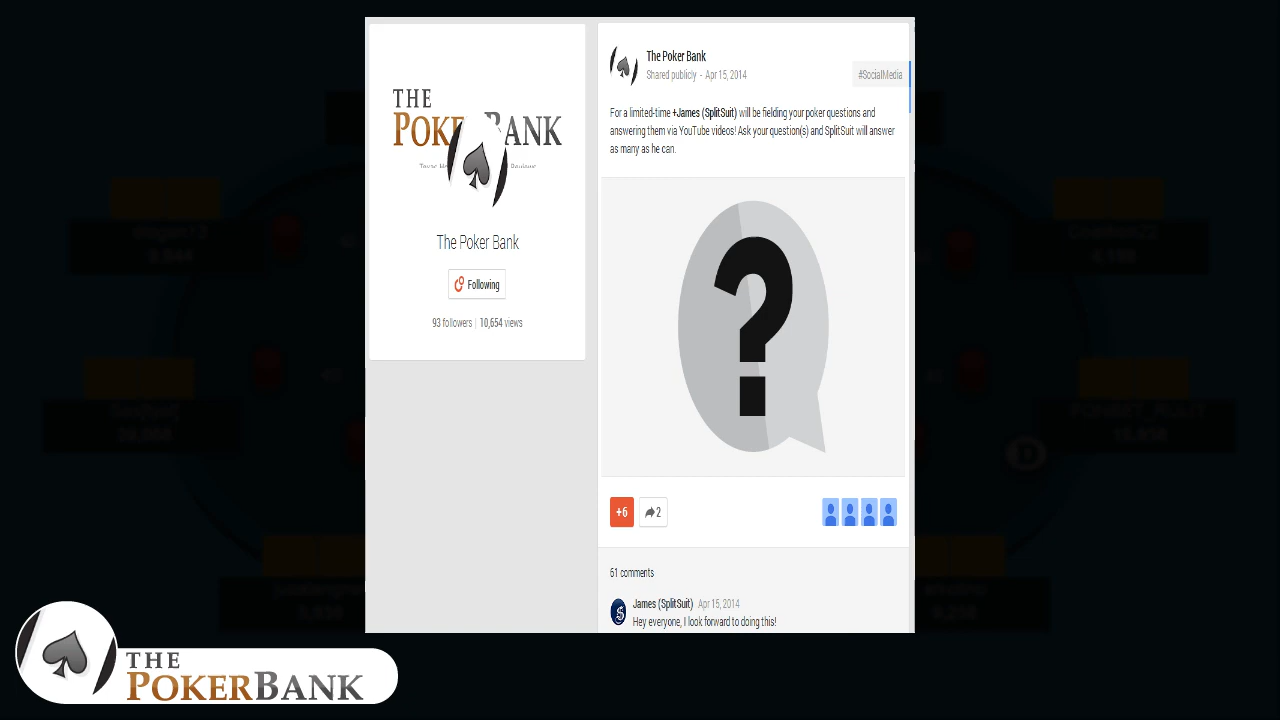 THE
POKERBANK
The Poker Bank
Following
93 followers | 10,654 views
The Poker Bank
Shared publicly - Apr 15, 2014
#SocialMedia
For a limited-time +James (SplitSuit) will be fielding your poker questions and
answering them via YouTube videos! Ask your question(s) and SplitSuit will answer
as many as he can.
?
+6
2
61 comments
James (SplitSuit) Apr 15, 2014
Hey everyone, I look forward to doing this!
D
THE
POKERBANK